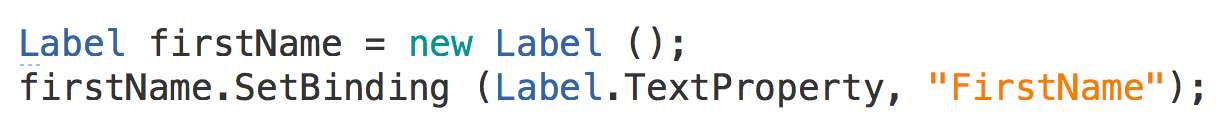 Label firstName = new Label ();
firstName.SetBinding (Label.TextProperty, "FirstName");